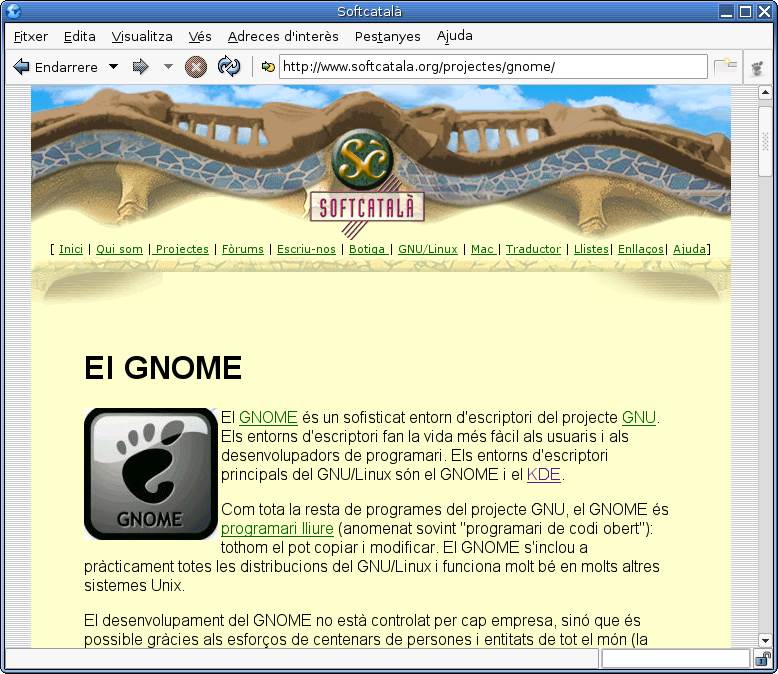 Softcatalà
Fitxer Edita Visualitza Vés Adreces d'interès Pestanyes Ajuda
Endarrere http://www.softcatala.org/projectes/gnome/
Sc
SOFTCATALÀ
[ Inici | Qui som | Projectes | Fòrums | Escriu-nos | Botiga | GNU/Linux | Mac | Traductor | Llistes| Enllaços| Ajuda]
El GNOME
El GNOME és un sofisticat entorn d'escriptori del projecte GNU.
Els entorns d'escriptori fan la vida més fàcil als usuaris i als
desenvolupadors de programari. Els entorns d'escriptori
principals del GNU/Linux són el GNOME i el KDE.
GNOME
Com tota la resta de programes del projecte GNU, el GNOME és
programari lliure (anomenat sovint "programari de codi obert"):
tothom el pot copiar i modificar. El GNOME s'inclou a
pràcticament totes les distribucions del GNU/Linux i funciona molt bé en molts altres
sistemes Unix.
El desenvolupament del GNOME no està controlat per cap empresa, sinó que és
possible gràcies als esforços de centenars de persones i entitats de tot el món (la